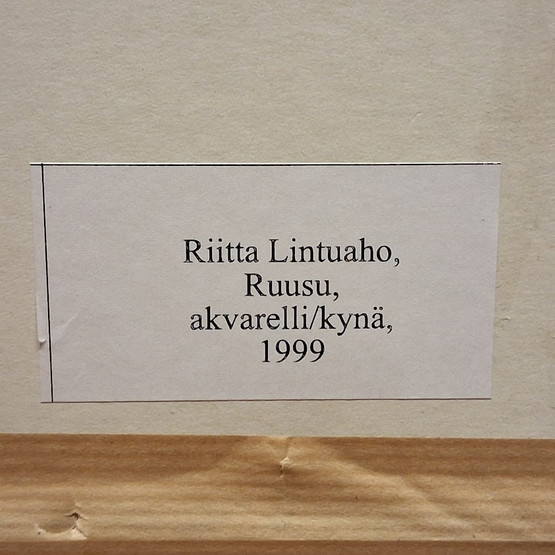 Riitta Lintuaho,
Ruusu,
akvarelli/kynä,
1999